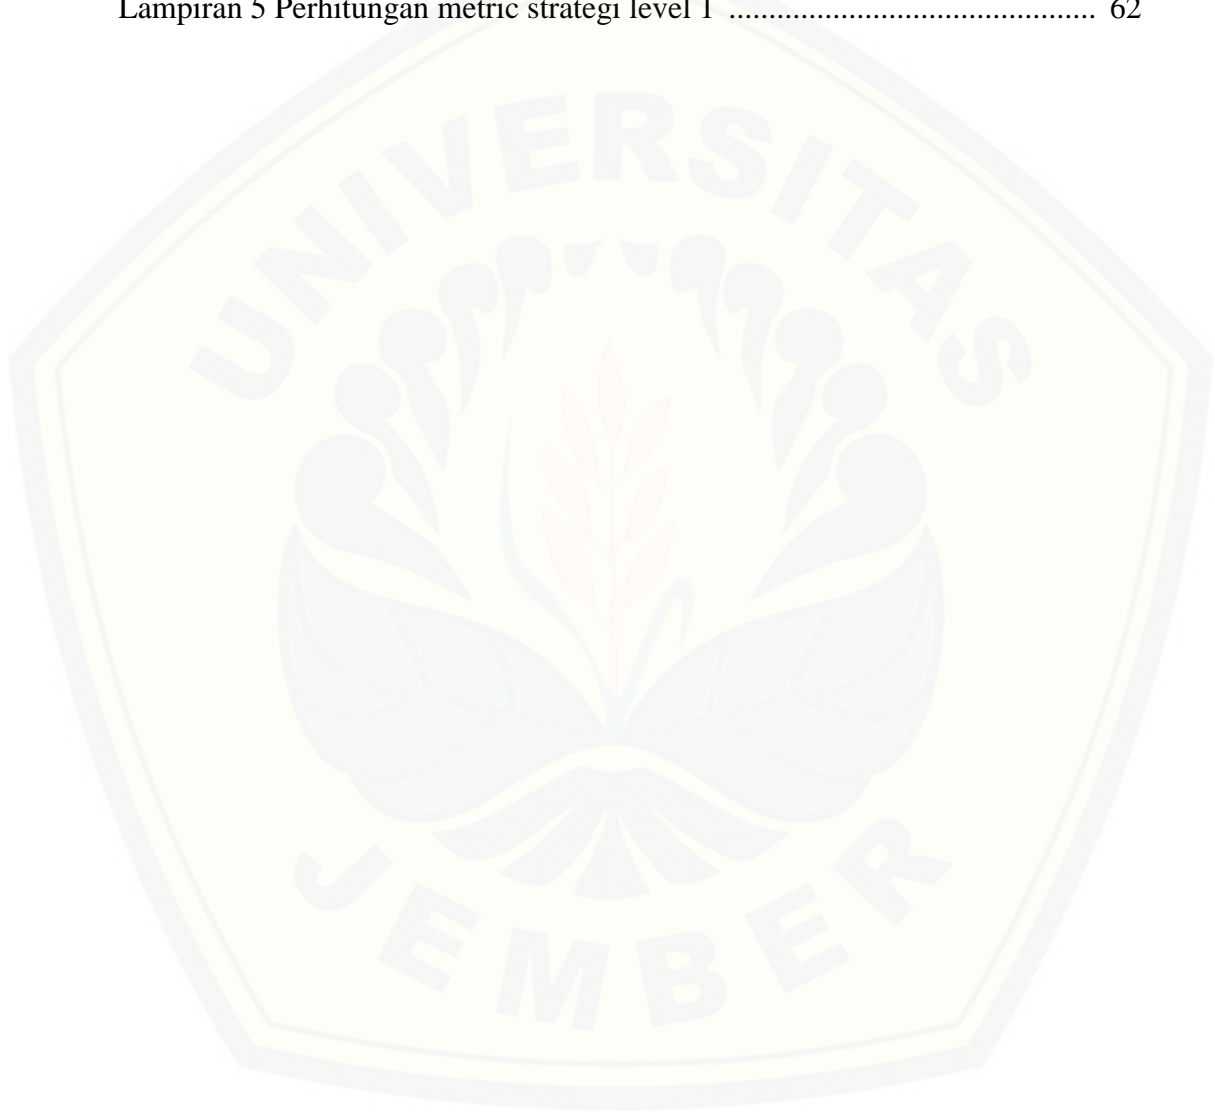 Lampiran 5 Perhitungan metric strategi level 1 ............................................ 62
UNIVERSITAS
JEMBER